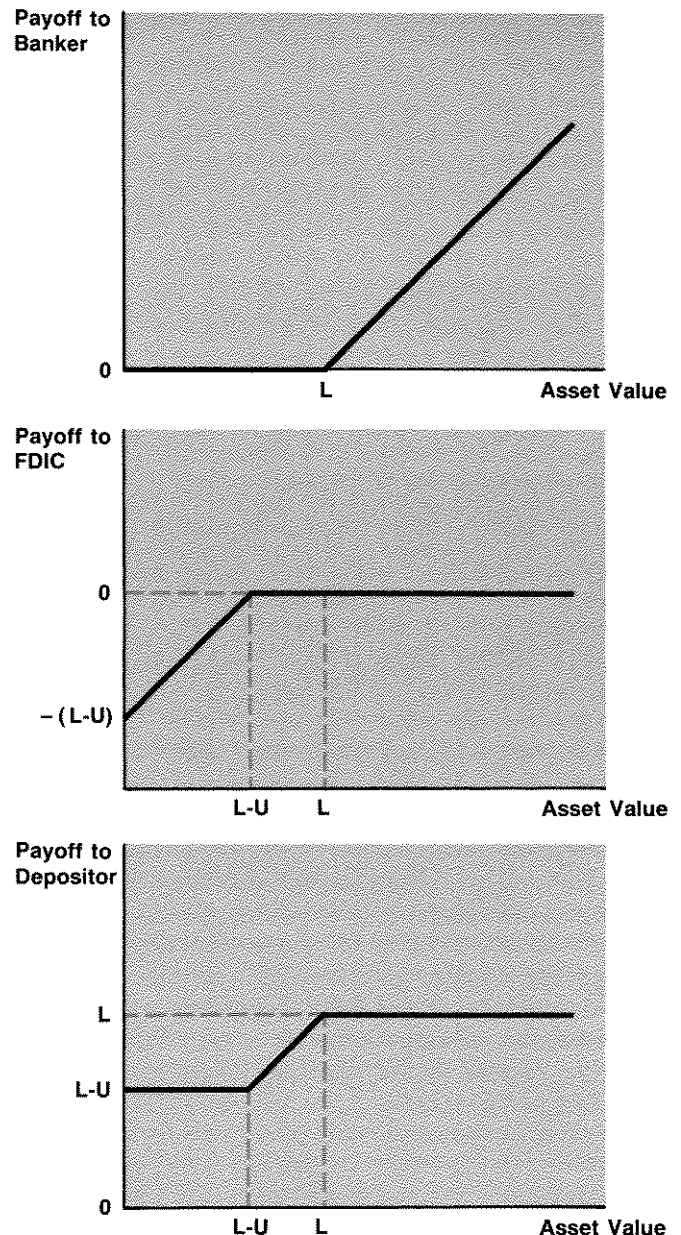 Payoff to
Banker
0
L
Asset Value
Payoff to
FDIC
0
– (L-U)
L-U
L
Asset Value
Payoff to
Depositor
L
L-U
0
L-U
L
Asset Value